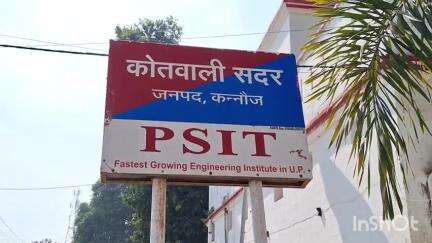 कोतवाली सदर
जनपद, कन्नौज
PSIT
Fastest Growing Engineering Institute in U.P.
InShot